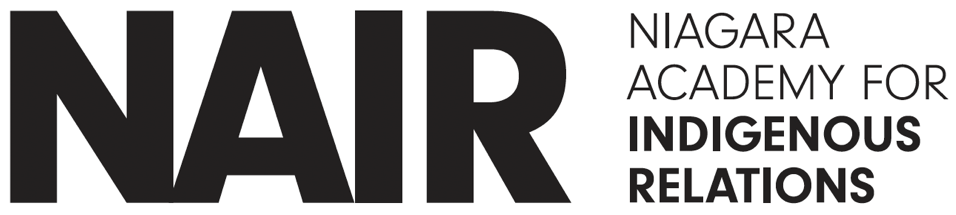 NAIR
NIAGARA
ACADEMY FOR
INDIGENOUS
RELATIONS